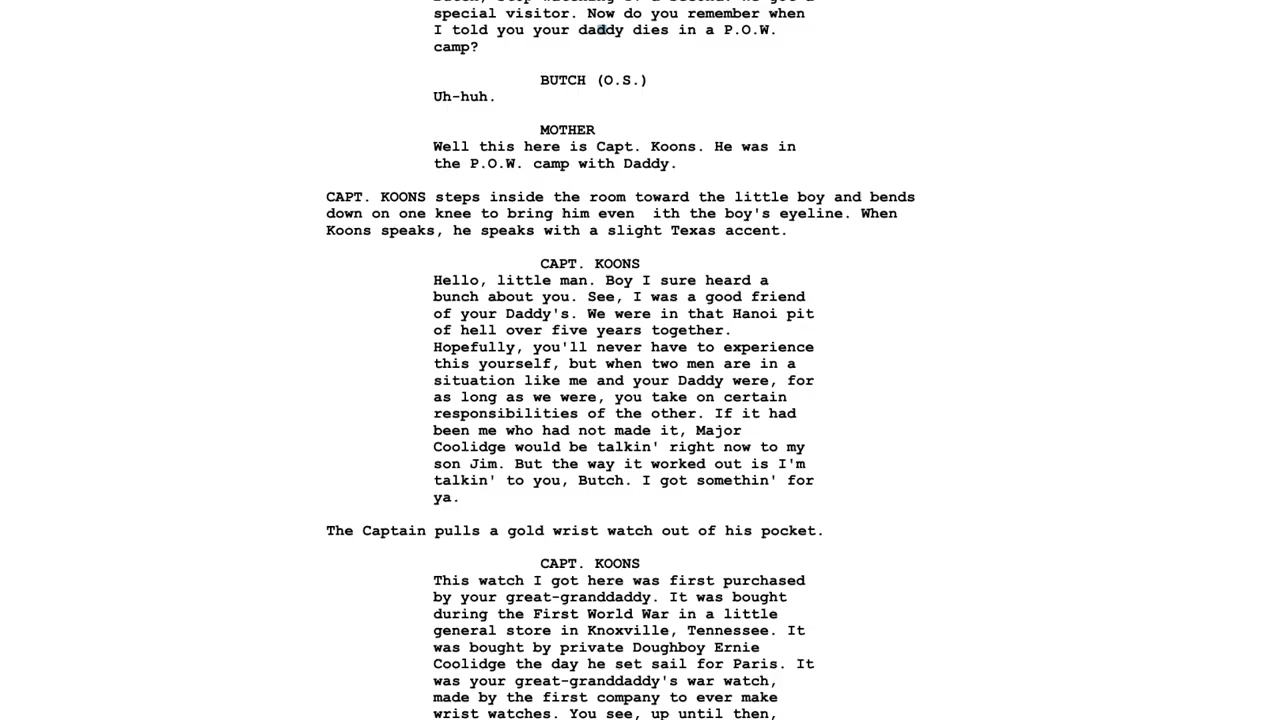 special visitor. Now do you remember when
I told you your daddy dies in a P.O.W.
camp?
BUTCH (O.S.)
Uh-huh.
MOTHER
Well this here is Capt. Koons. He was in
the P.O.W. camp with Daddy.
CAPT. KOONS steps inside the room toward the little boy and bends
down on one knee to bring him even ith the boy's eyeline. When
Koons speaks, he speaks with a slight Texas accent.
CAPT. KOONS
Hello, little man. Boy I sure heard a
bunch about you. See, I was a good friend
of your Daddy's. We were in that Hanoi pit
of hell over five years together.
Hopefully, you'll never have to experience
this yourself, but when two men are in a
situation like me and your Daddy were, for
as long as we were, you take on certain
responsibilities of the other. If it had
been me who had not made it, Major
Coolidge would be talkin' right now to my
son Jim. But the way it worked out is I'm
talkin' to you, Butch. I got somethin' for
ya.
The Captain pulls a gold wrist watch out of his pocket.
CAPT. KOONS
This watch I got here was first purchased
by your great-granddaddy. It was bought
during the First World War in a little
general store in Knoxville, Tennessee. It
was bought by private Doughboy Ernie
Coolidge the day he set sail for Paris. It
was your great-granddaddy's war watch,
made by the first company to ever make
wrist watches. You see, up until then,